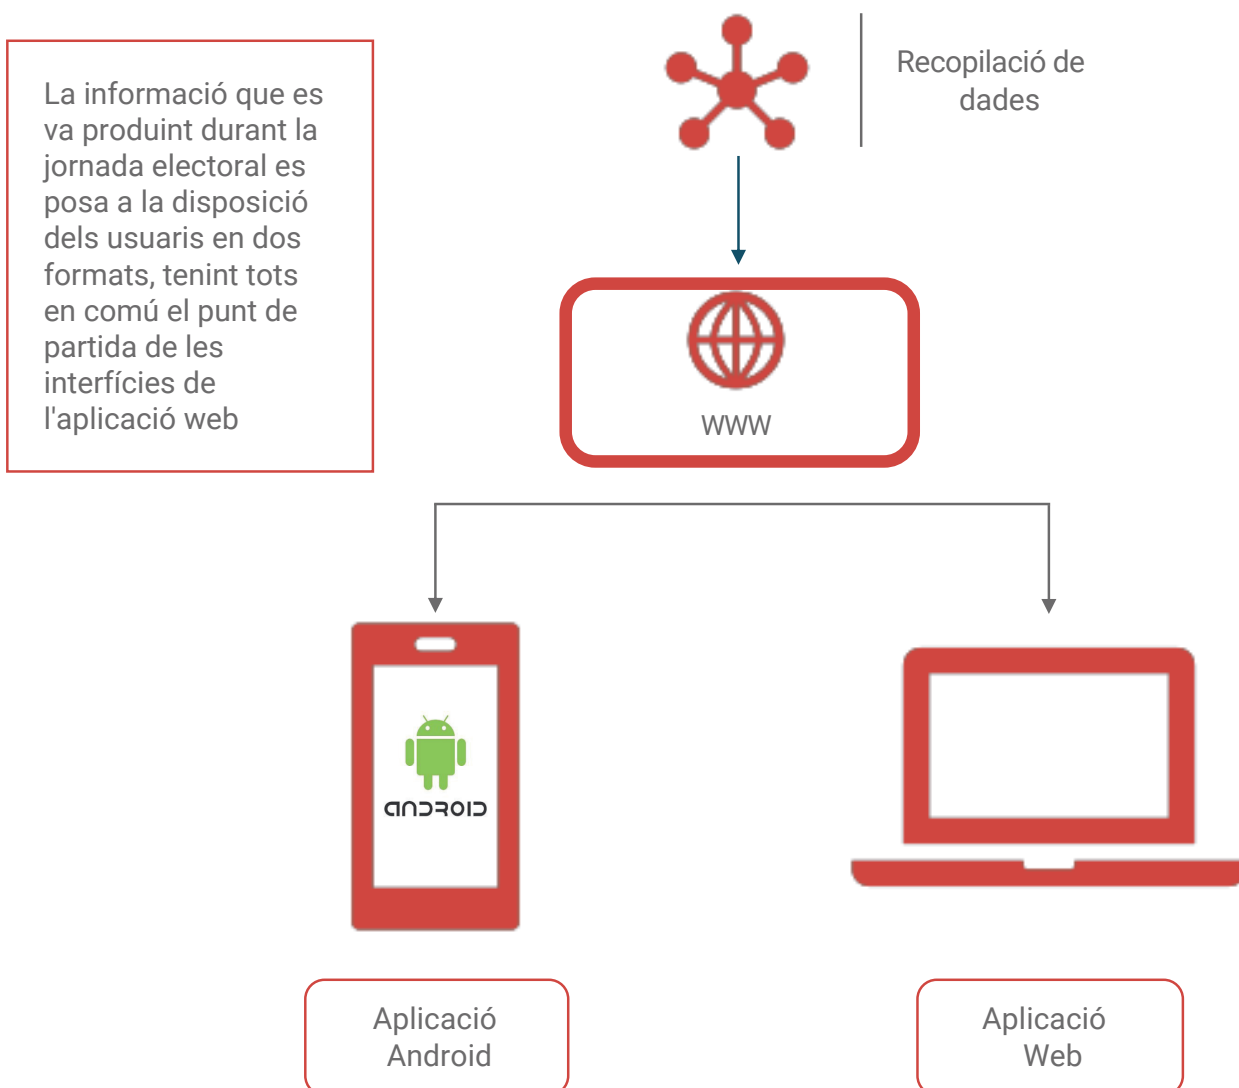 La informació que es
va produint durant la
jornada electoral es
posa a la disposició
dels usuaris en dos
formats, tenint tots
en comú el punt de
partida de les
interfícies de
l'aplicació web
Recopilació de
dades
WWW
ANDROID
Aplicació
Android
Aplicació
Web